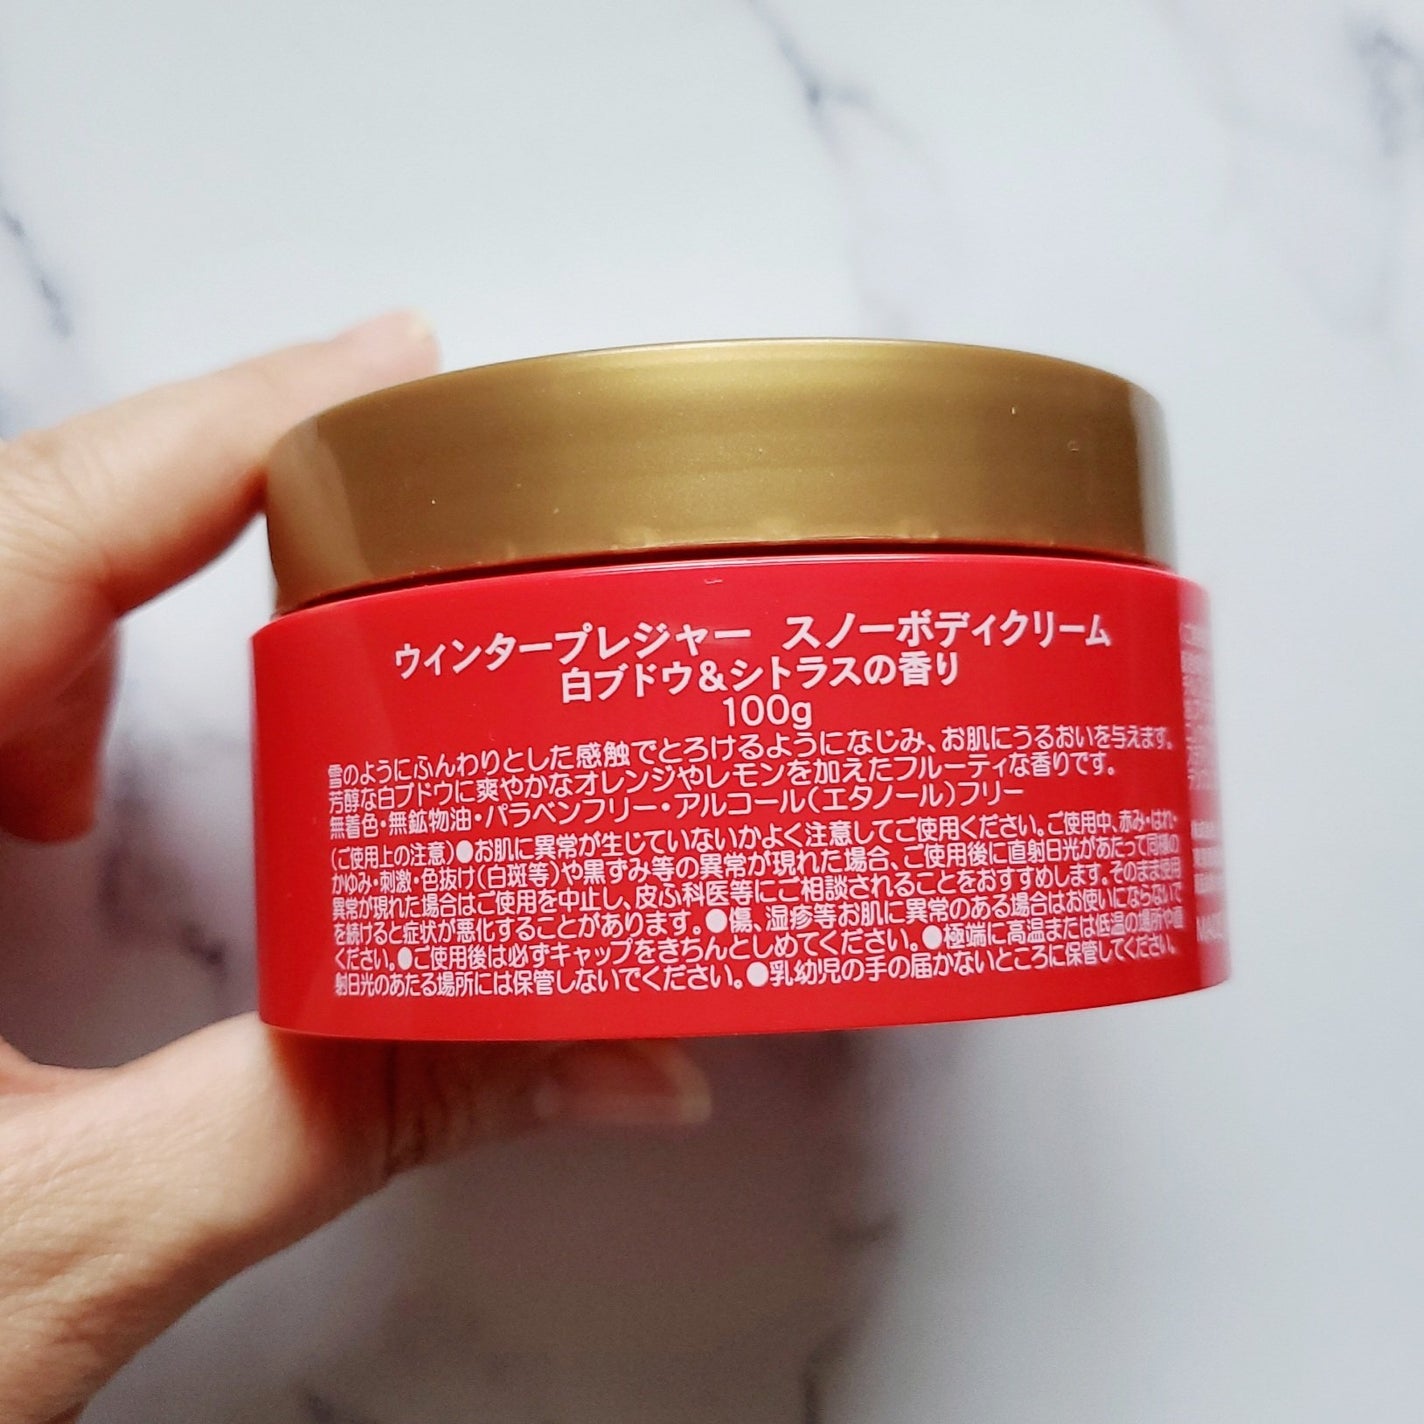 ウィンタープレジャー　スノーボディクリーム
白ブドウ&シトラスの香り
100g
雪のようにふんわりとした感触でとろけるようになじみ、お肌にうるおいを与えます。
芳醇な白ブドウに爽やかなオレンジやレモンを加えたフルーティな香りです。
無着色・無鉱物油・パラベンフリー・アルコール（エタノール）フリー
（ご使用上の注意）●お肌に異常が生じていないかよく注意してご使用ください。ご使用中、赤み・はれ・
かゆみ・刺激・色抜け（白斑等）や黒ずみ等の異常が現れた場合、ご使用後に直射日光があたって同様の
異常が現れた場合はご使用を中止し、皮ふ科医等にご相談されることをおすすめします。そのまま使用
を続けると症状が悪化することがあります。●傷、湿疹等お肌に異常のある場合はお使いにならないで
ください。●ご使用後は必ずキャップをきちんとしめてください。●極端に高温または低温の場所や直
射日光のあたる場所には保管しないでください。●乳幼児の手の届かないところに保管してください。